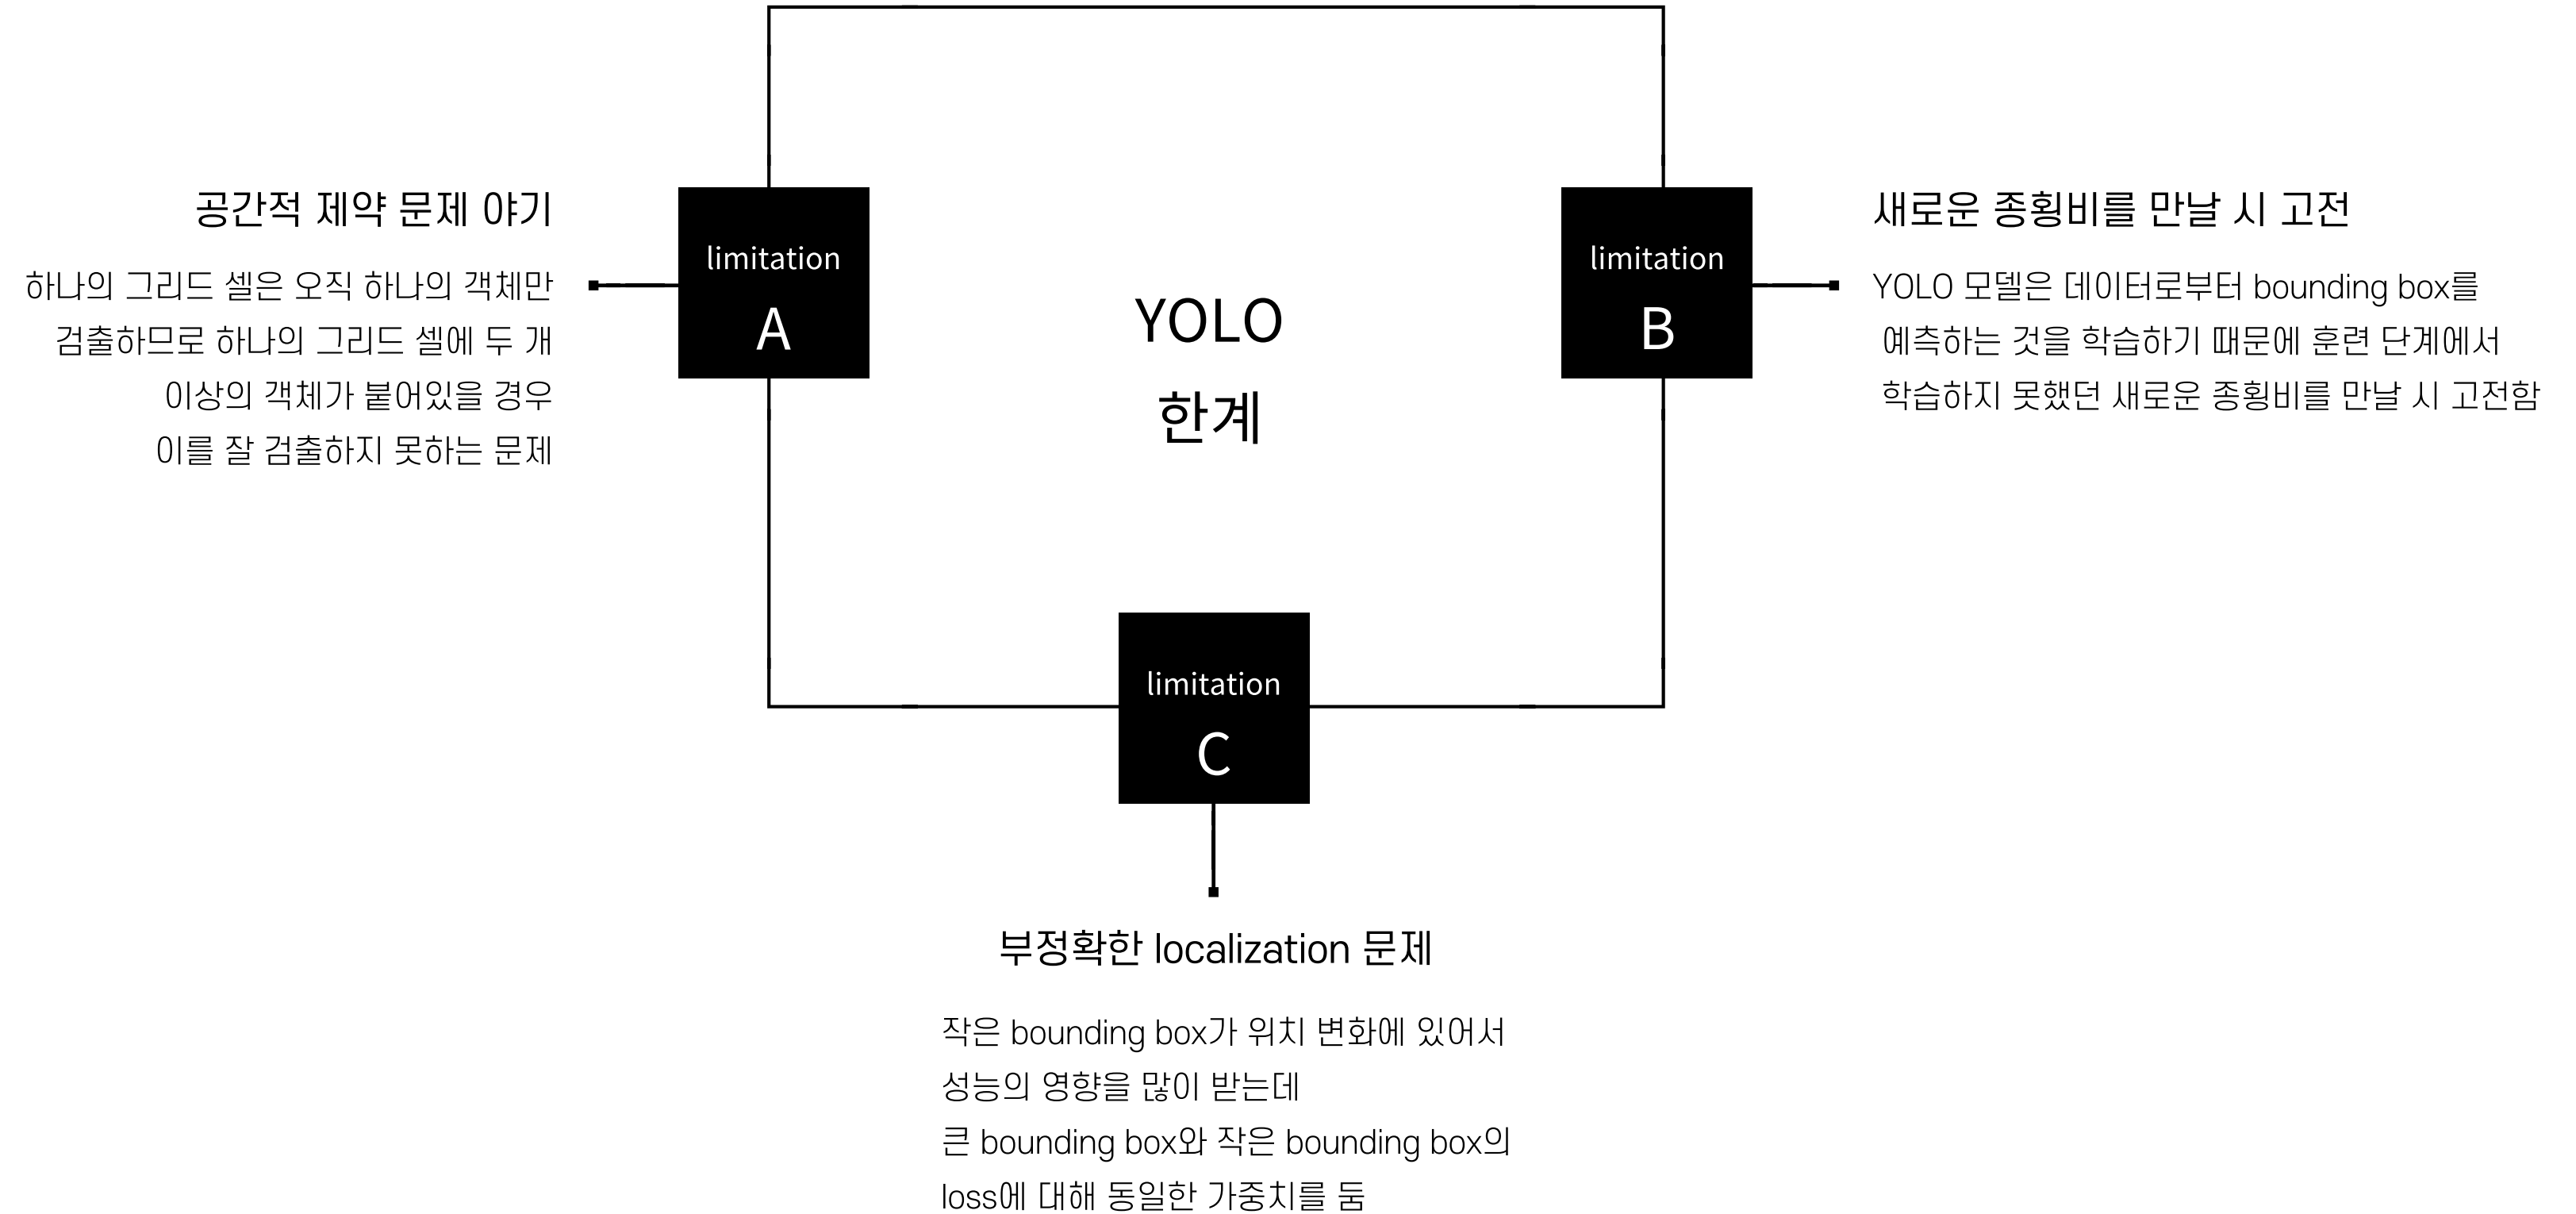 YOLO
한계
limitation
A
공간적 제약 문제 야기
하나의 그리드 셀은 오직 하나의 객체만
검출하므로 하나의 그리드 셀에 두 개
이상의 객체가 붙어있을 경우
이를 잘 검출하지 못하는 문제
limitation
B
새로운 종횡비를 만날 시 고전
YOLO 모델은 데이터로부터 bounding box를
예측하는 것을 학습하기 때문에 훈련 단계에서
학습하지 못했던 새로운 종횡비를 만날 시 고전함
limitation
C
부정확한 localization 문제
작은 bounding box가 위치 변화에 있어서
성능의 영향을 많이 받는데
큰 bounding box와 작은 bounding box의
loss에 대해 동일한 가중치를 둠